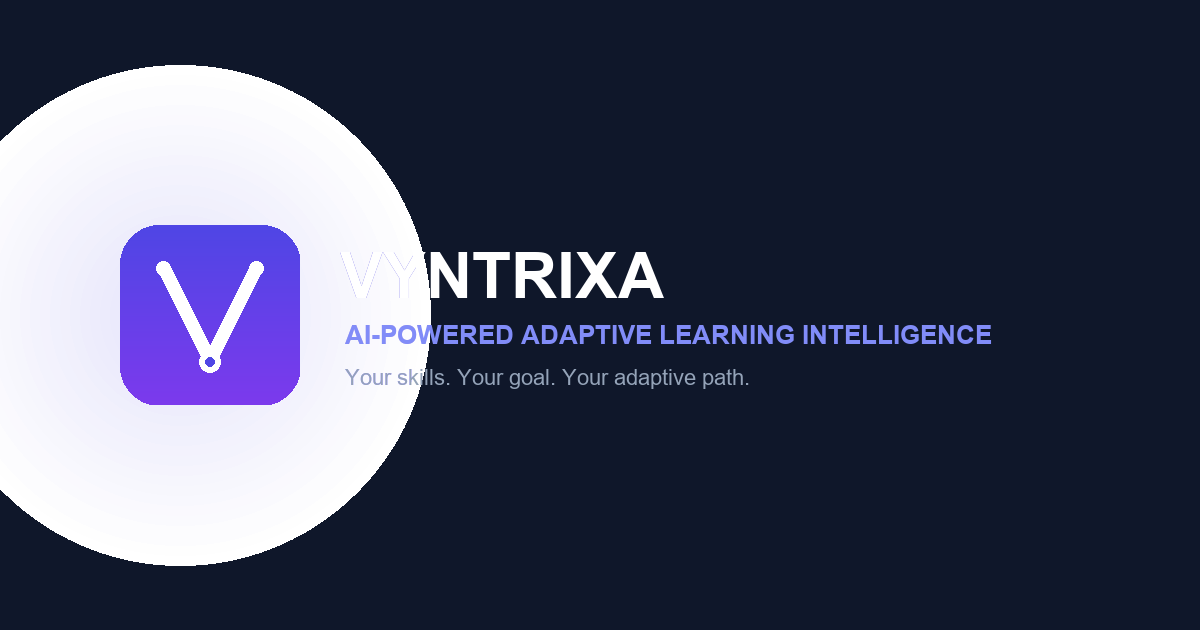 VYNTRIXA
AI-POWERED ADAPTIVE LEARNING INTELLIGENCE
Your skills. Your goal. Your adaptive path.